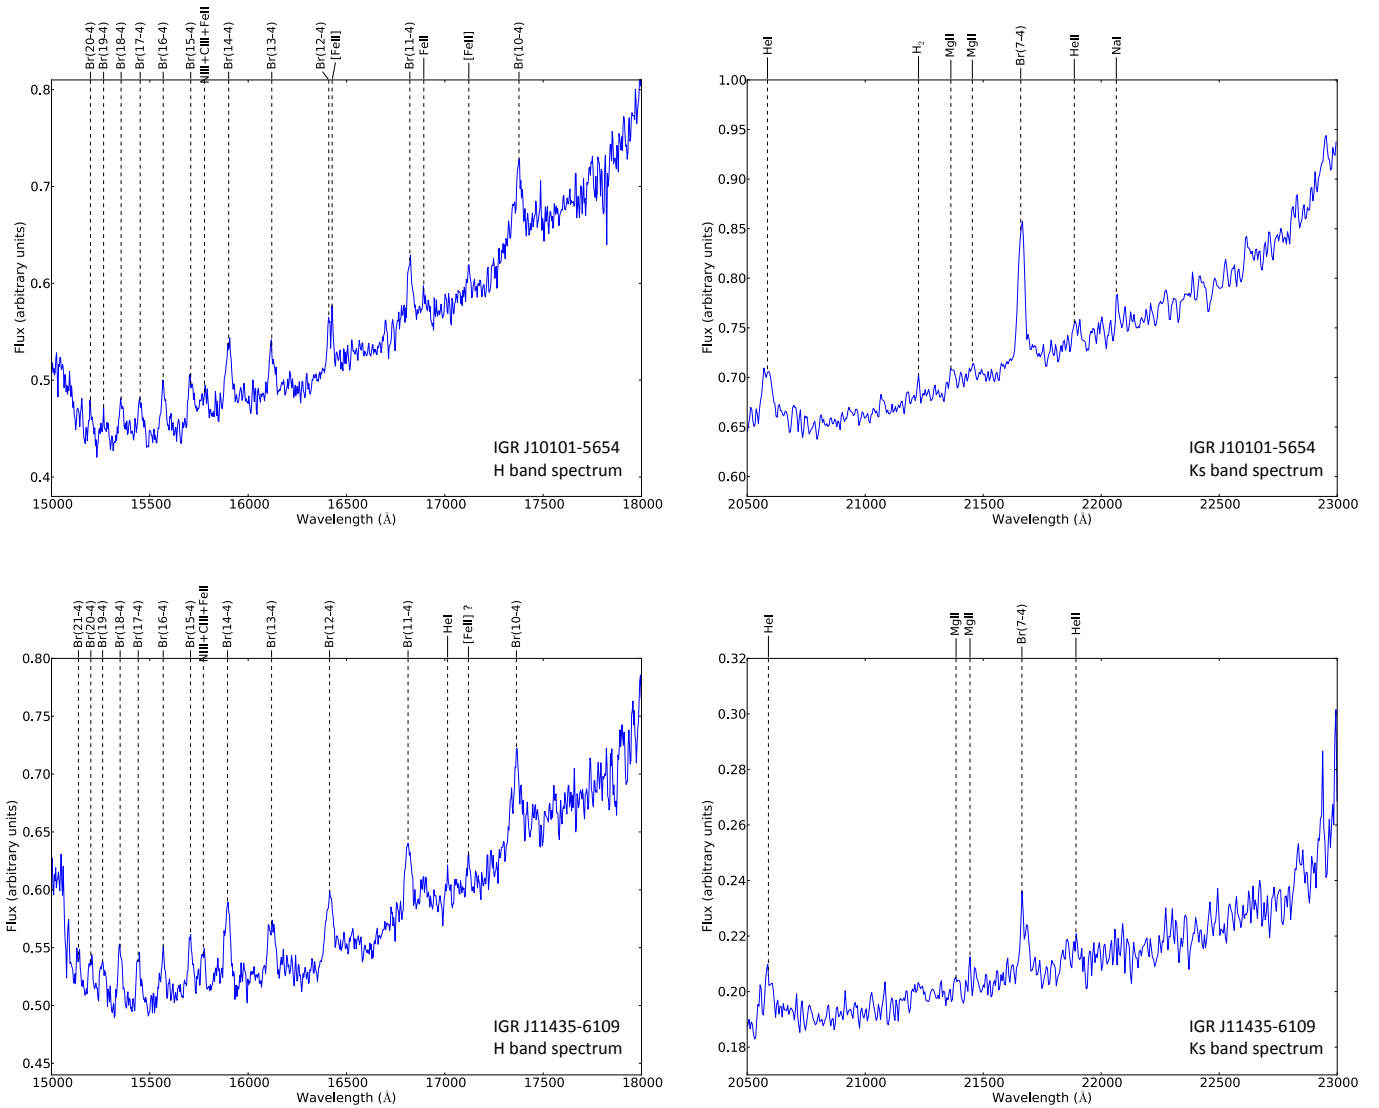 Br(20-4)
Br(19-4)
Br(18-4)
Br(17-4)
Br(16-4)
Br(15-4)
NIII+CIII+FeII
Br(14-4)
Br(13-4)
Br(12-4)
[FeII]
Br(11-4)
FeII
[FeII]
Br(10-4)
0.8
0.7
0.6
0.5
0.4
Flux (arbitrary units)
IGR J10101-5654
H band spectrum
15000 15500 16000 16500 17000 17500 18000
Wavelength (Å)
HeI
H₂
MgII
MgII
Br(7-4)
HeII
NaI
1.00
0.95
0.90
0.85
0.80
0.75
0.70
0.65
0.60
Flux (arbitrary units)
IGR J10101-5654
Ks band spectrum
20500 21000 21500 22000 22500 23000
Wavelength (Å)
Br(21-4)
Br(20-4)
Br(19-4)
Br(18-4)
Br(17-4)
Br(16-4)
Br(15-4)
NIII+CIII+FeII
Br(14-4)
Br(13-4)
Br(12-4)
Br(11-4)
HeI
[FeII] ?
Br(10-4)
0.80
0.75
0.70
0.65
0.60
0.55
0.50
0.45
Flux (arbitrary units)
IGR J11435-6109
H band spectrum
15000 15500 16000 16500 17000 17500 18000
Wavelength (Å)
HeI
MgII
MgII
Br(7-4)
HeII
0.32
0.30
0.28
0.26
0.24
0.22
0.20
0.18
Flux (arbitrary units)
IGR J11435-6109
Ks band spectrum
20500 21000 21500 22000 22500 23000
Wavelength (Å)